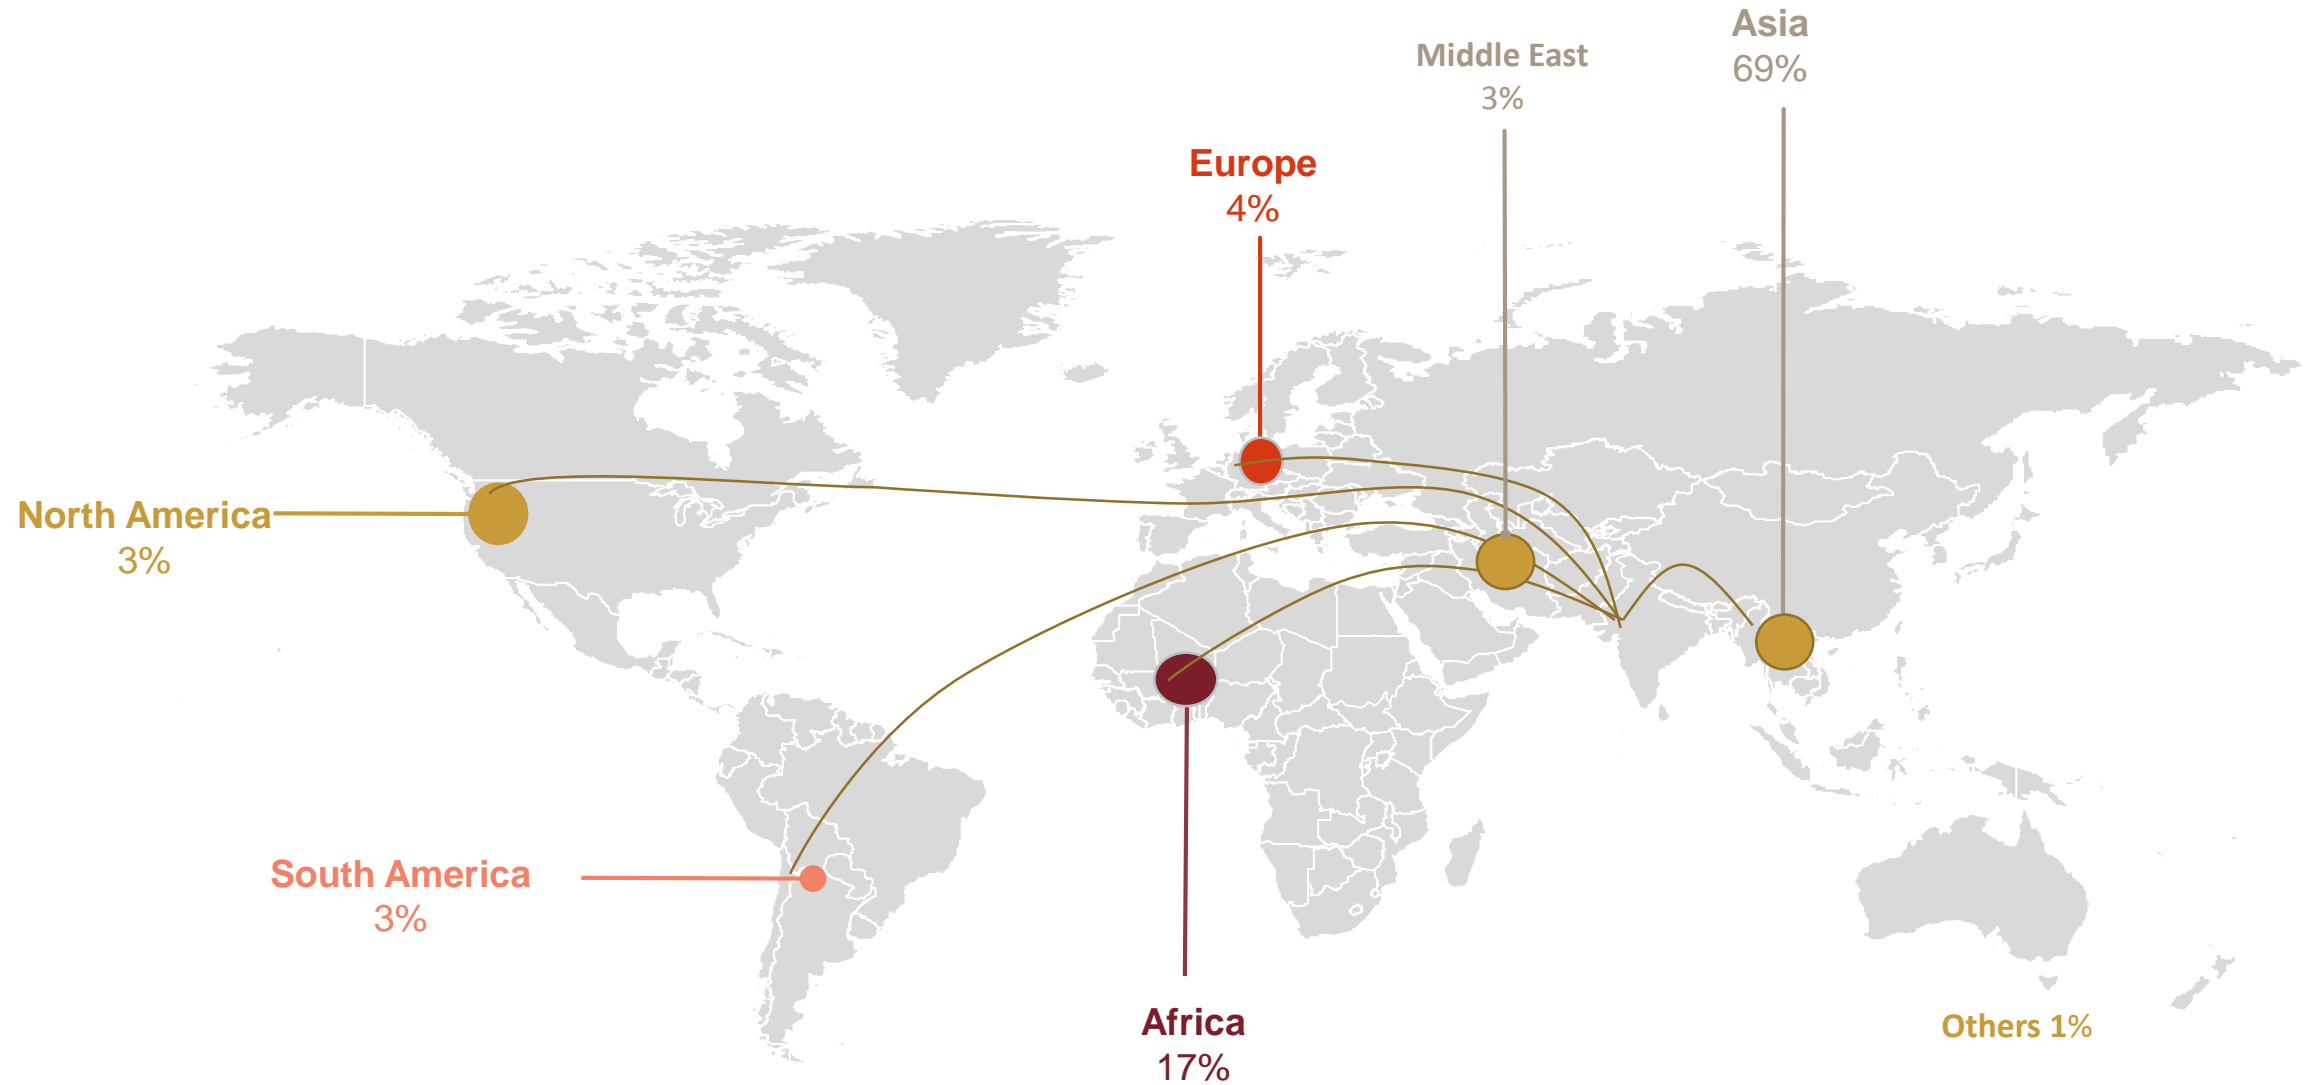 Asia
69%
Middle East
3%
Europe
4%
North America
3%
South America
3%
Africa
17%
Others 1%